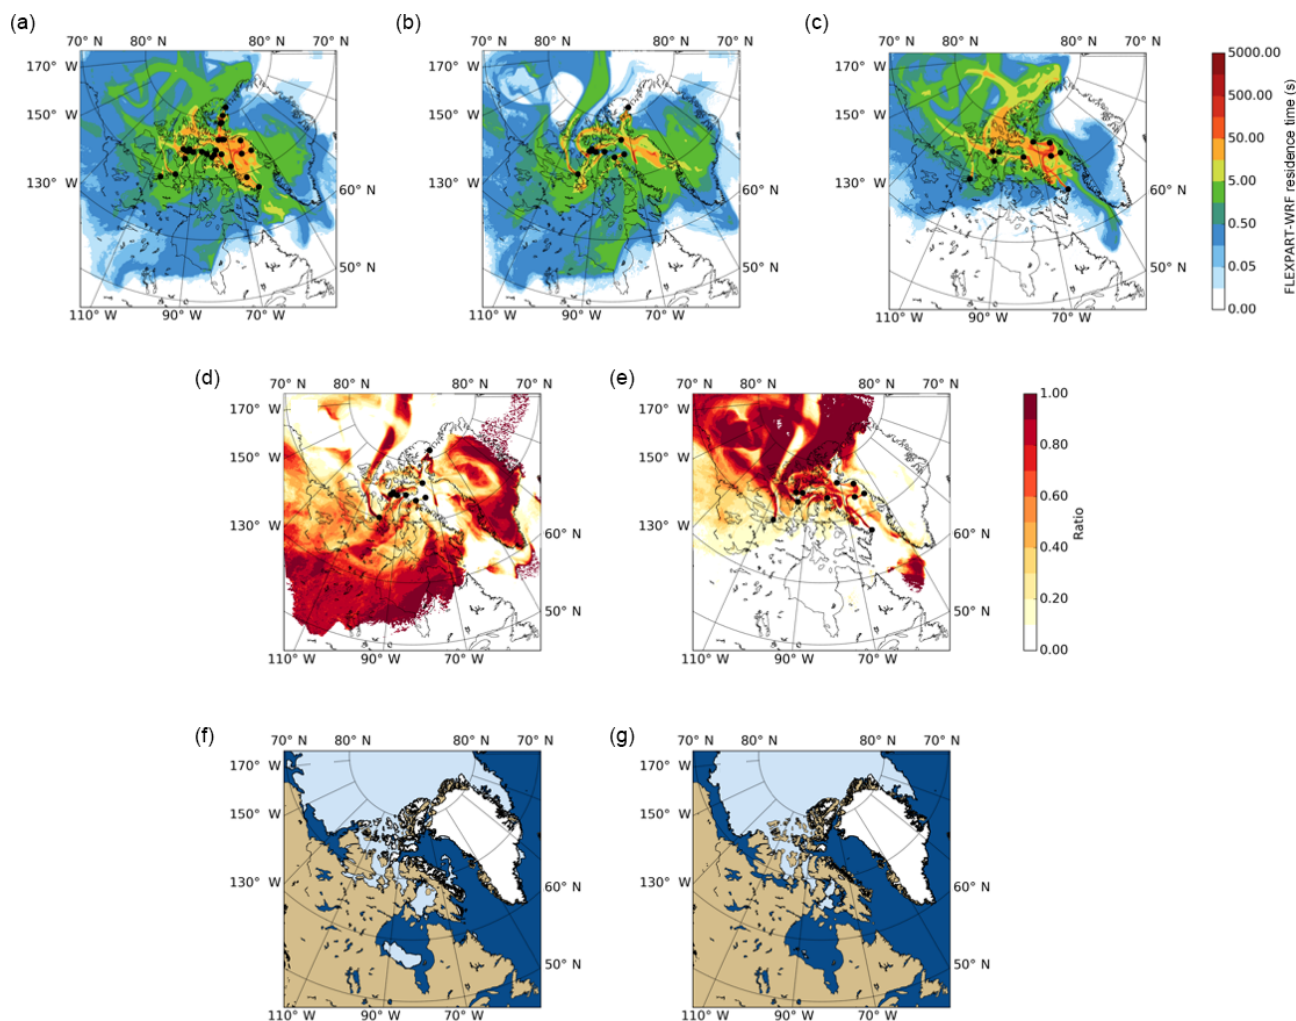 (a)
(b)
(c)
70° N
80° N
80° N
70° N
70° N
80° N
80° N
70° N
70° N
80° N
80° N
70° N
170° W
150° W
130° W
60° N
50° N
110° W
90° W
70° W
170° W
150° W
130° W
60° N
50° N
110° W
90° W
70° W
170° W
150° W
130° W
60° N
50° N
110° W
90° W
70° W
5000.00
500.00
50.00
5.00
0.50
0.05
0.00
FLEXPART-WRF residence time (s)
(d)
(e)
70° N
80° N
80° N
70° N
70° N
80° N
80° N
70° N
170° W
150° W
130° W
60° N
50° N
110° W
90° W
70° W
170° W
150° W
130° W
60° N
50° N
110° W
90° W
70° W
1.00
0.80
0.60
0.40
0.20
0.00
Ratio
(f)
(g)
70° N
80° N
80° N
70° N
70° N
80° N
80° N
70° N
170° W
150° W
130° W
60° N
50° N
110° W
90° W
70° W
170° W
150° W
130° W
60° N
50° N
110° W
90° W
70° W